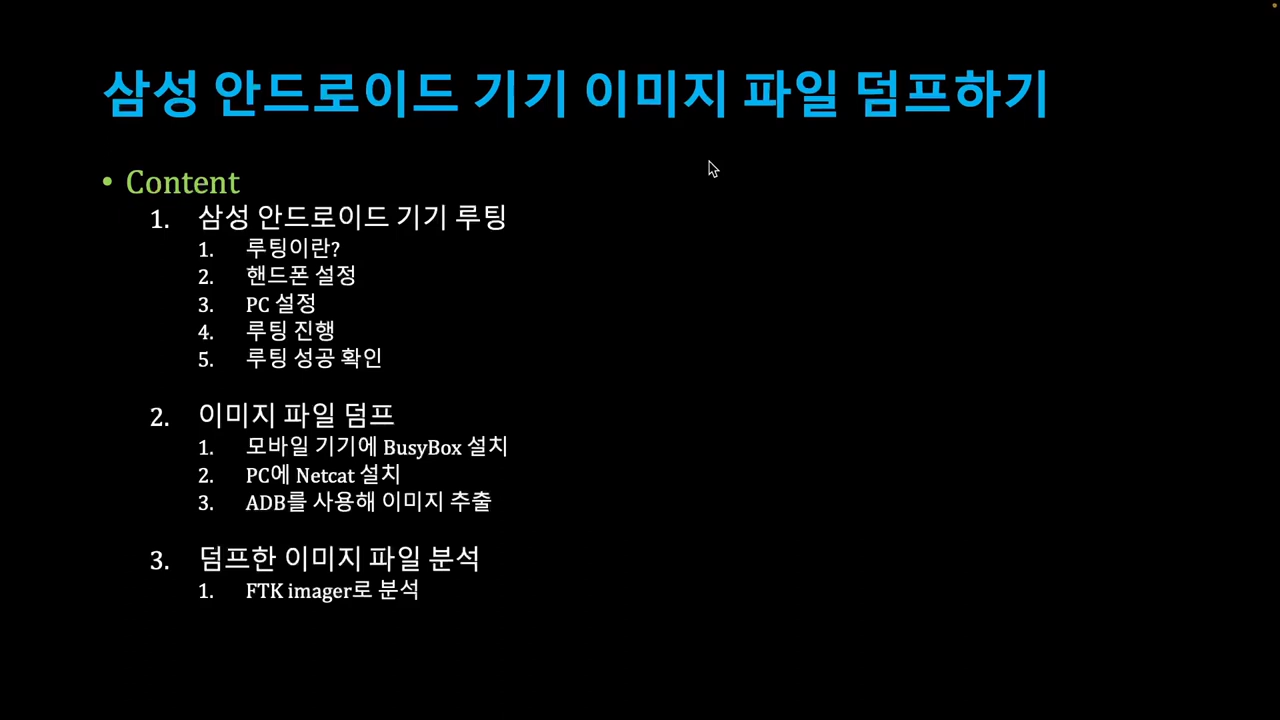 삼성 안드로이드 기기 이미지 파일 덤프하기
• Content
1. 삼성 안드로이드 기기 루팅
1. 루팅이란?
2. 핸드폰 설정
3. PC 설정
4. 루팅 진행
5. 루팅 성공 확인
2. 이미지 파일 덤프
1. 모바일 기기에 BusyBox 설치
2. PC에 Netcat 설치
3. ADB를 사용해 이미지 추출
3. 덤프한 이미지 파일 분석
1. FTK imager로 분석